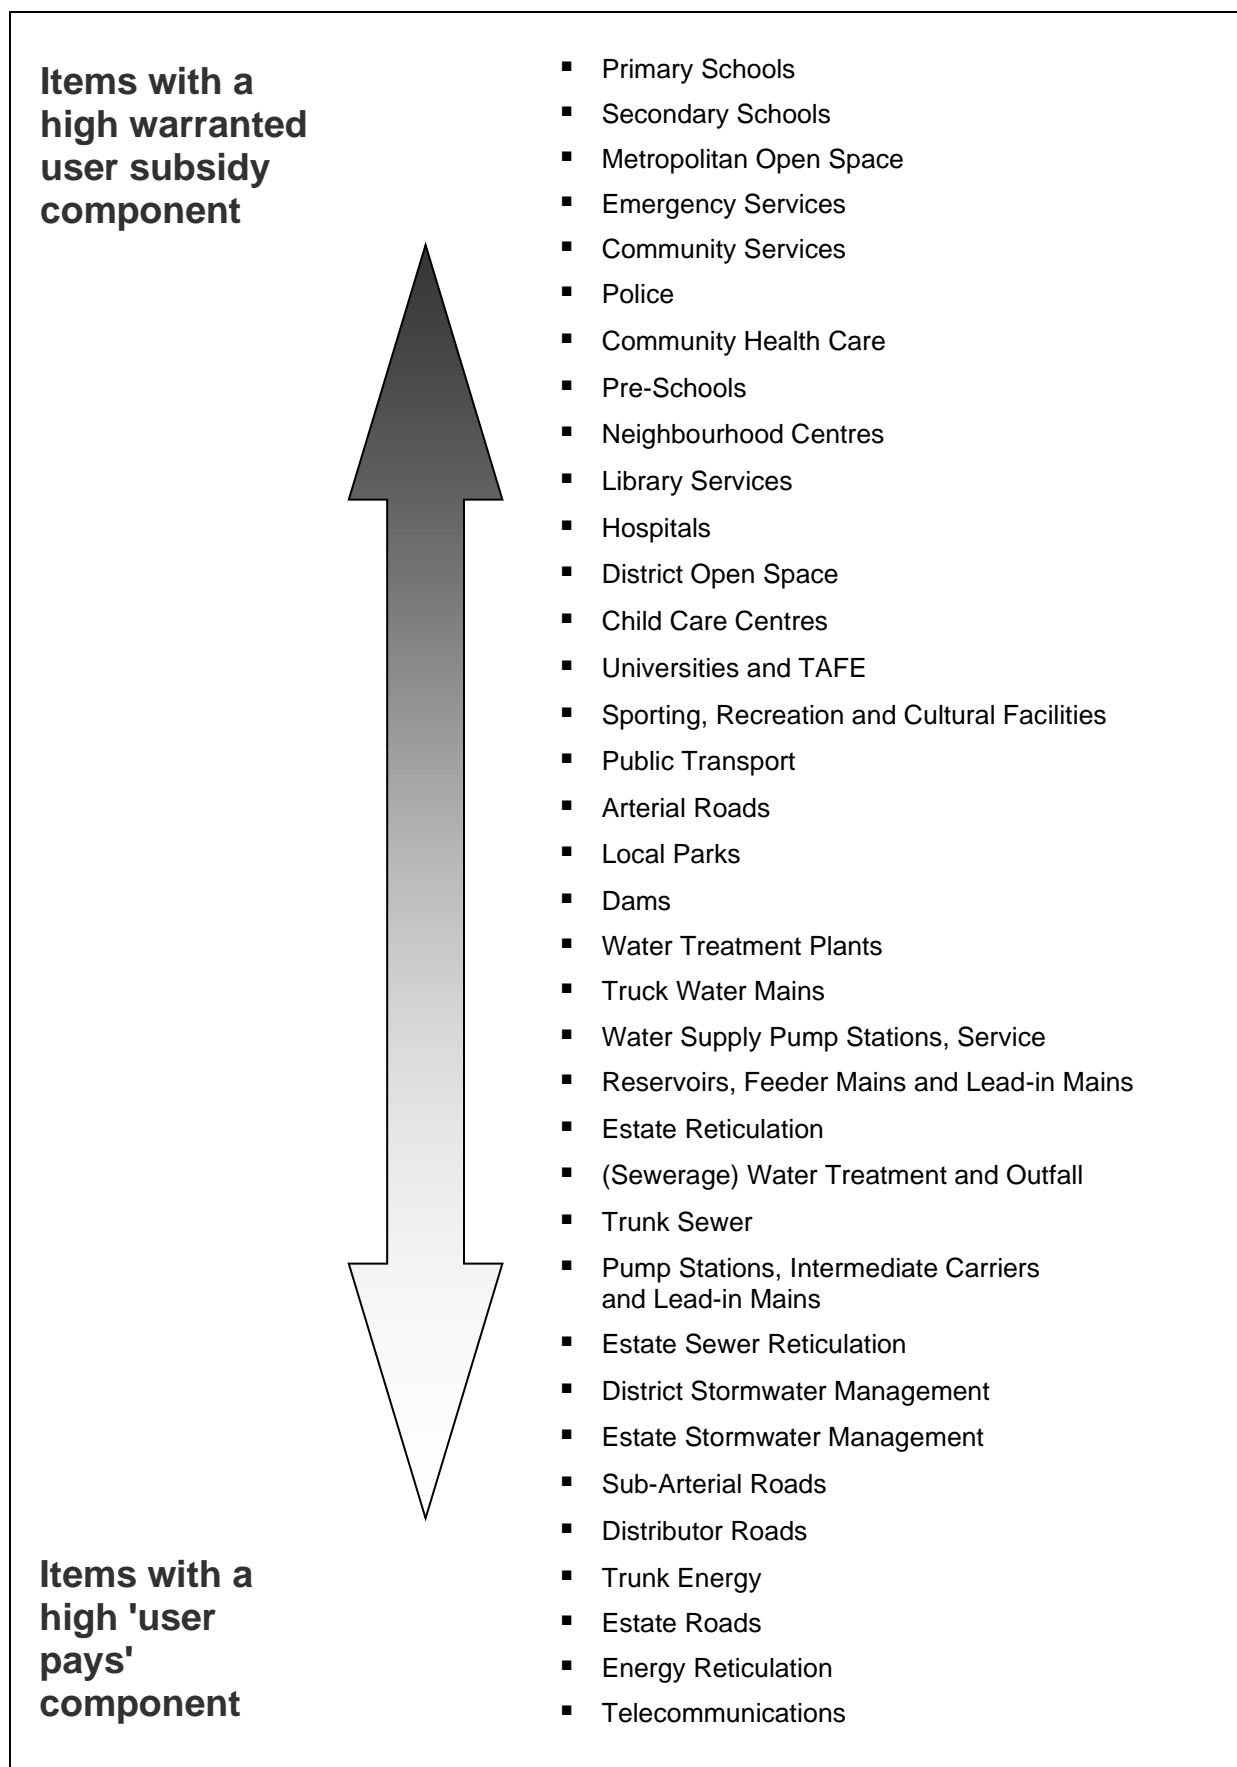 Items with a
high warranted
user subsidy
component
▪ Primary Schools
▪ Secondary Schools
▪ Metropolitan Open Space
▪ Emergency Services
▪ Community Services
▪ Police
▪ Community Health Care
▪ Pre-Schools
▪ Neighbourhood Centres
▪ Library Services
▪ Hospitals
▪ District Open Space
▪ Child Care Centres
▪ Universities and TAFE
▪ Sporting, Recreation and Cultural Facilities
▪ Public Transport
▪ Arterial Roads
▪ Local Parks
▪ Dams
▪ Water Treatment Plants
▪ Truck Water Mains
▪ Water Supply Pump Stations, Service
▪ Reservoirs, Feeder Mains and Lead-in Mains
▪ Estate Reticulation
▪ (Sewerage) Water Treatment and Outfall
▪ Trunk Sewer
▪ Pump Stations, Intermediate Carriers
and Lead-in Mains
▪ Estate Sewer Reticulation
▪ District Stormwater Management
▪ Estate Stormwater Management
▪ Sub-Arterial Roads
▪ Distributor Roads
▪ Trunk Energy
▪ Estate Roads
▪ Energy Reticulation
▪ Telecommunications
Items with a
high 'user
pays'
component